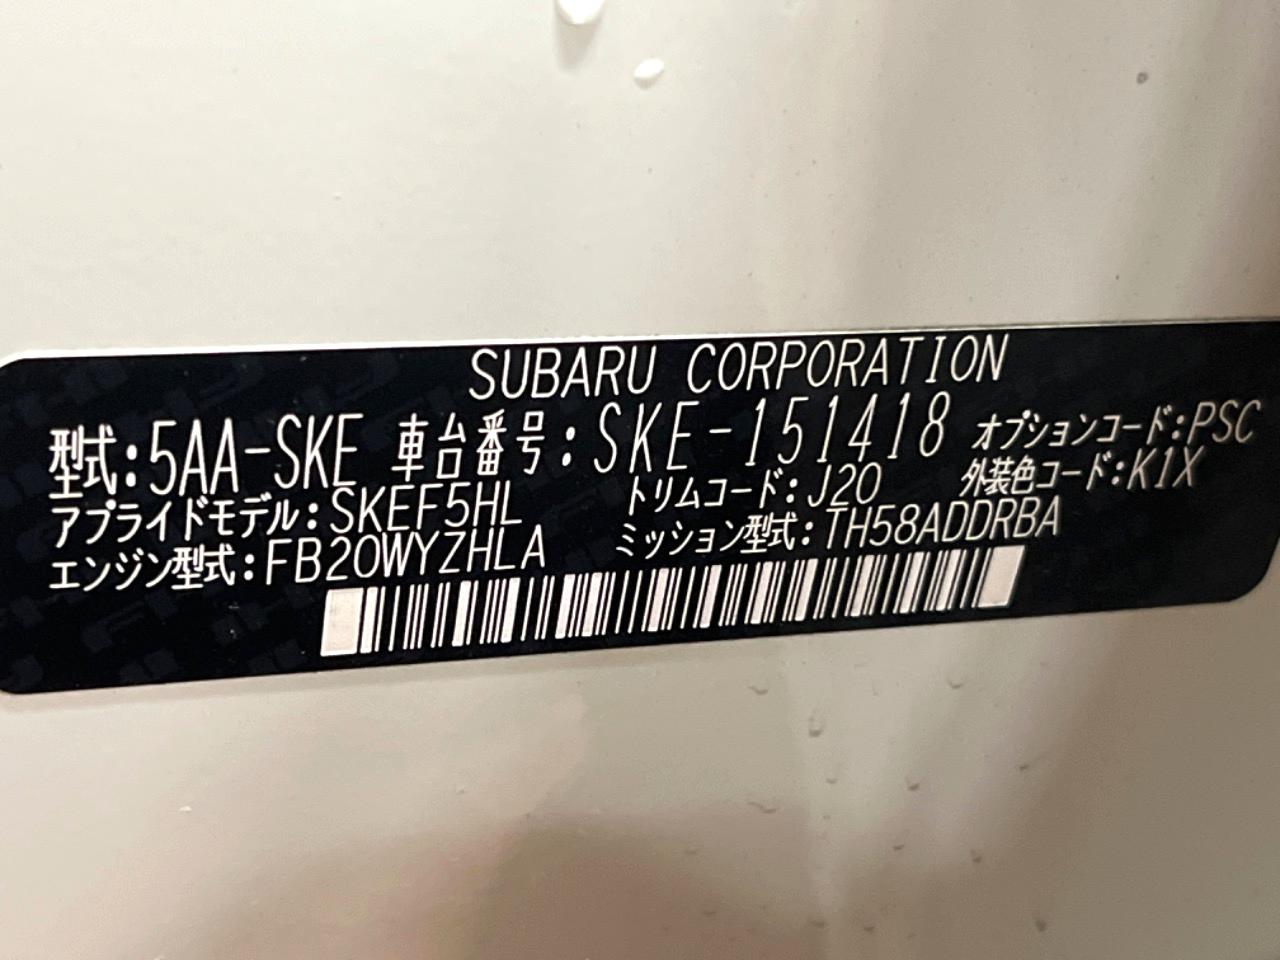 SUBARU CORPORATION
型式:5AA-SKE 車台番号:SKE-151418 オプションコード:PSC
アプライドモデル:SKEF5HL トリムコード:J20 外装色コード:K1X
エンジン型式:FB20WYZHLA ミッション型式:TH58ADDRBA